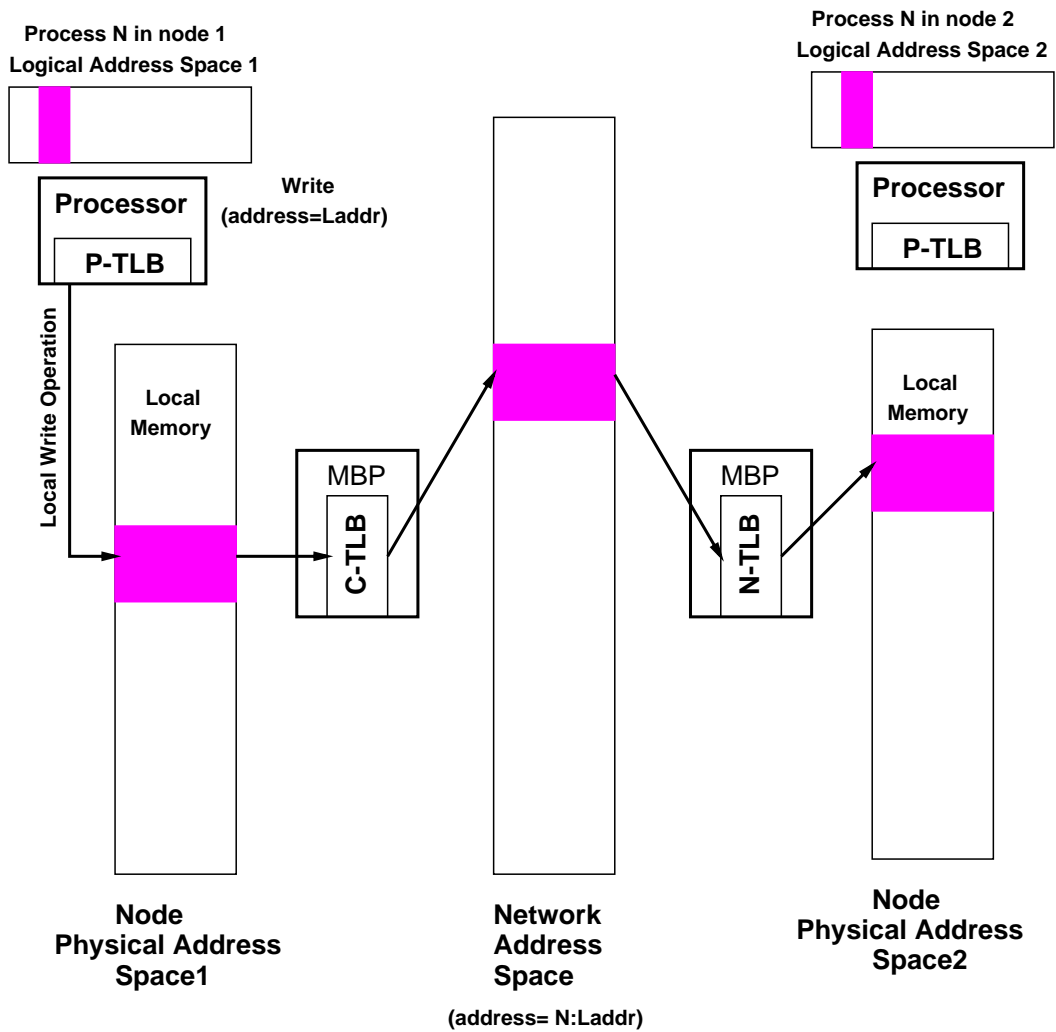 Process N in node 1
Logical Address Space 1
Process N in node 2
Logical Address Space 2
Processor
P-TLB
Write
(address=Laddr)
Processor
P-TLB
Local Write Operation
Local
Memory
MBP
C-TLB
MBP
N-TLB
Local
Memory
Node
Physical Address
Space1
Network
Address
Space
(address= N:Laddr)
Node
Physical Address
Space2